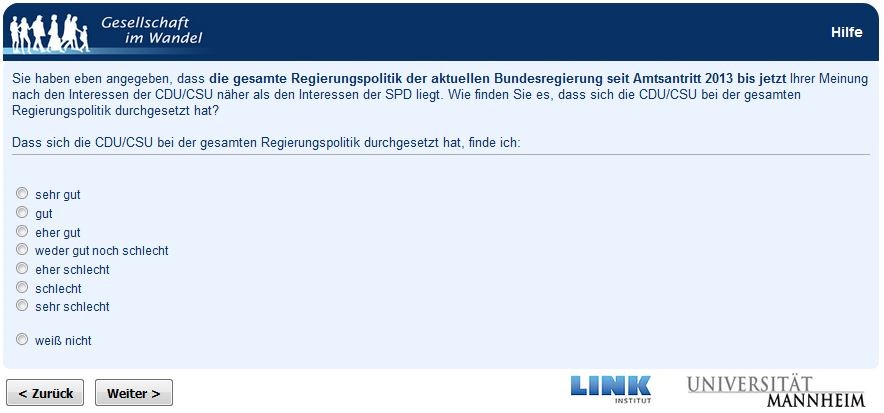 Gesellschaft
im Wandel
Hilfe
Sie haben eben angegeben, dass die gesamte Regierungspolitik der aktuellen Bundesregierung seit Amtsantritt 2013 bis jetzt Ihrer Meinung
nach den Interessen der CDU/CSU näher als den Interessen der SPD liegt. Wie finden Sie es, dass sich die CDU/CSU bei der gesamten
Regierungspolitik durchgesetzt hat?
Dass sich die CDU/CSU bei der gesamten Regierungspolitik durchgesetzt hat, finde ich:
sehr gut
gut
eher gut
weder gut noch schlecht
eher schlecht
schlecht
sehr schlecht
weiß nicht
< Zurück
Weiter >
LINK
INSTITUT
UNIVERSITÄT
MANNHEIM